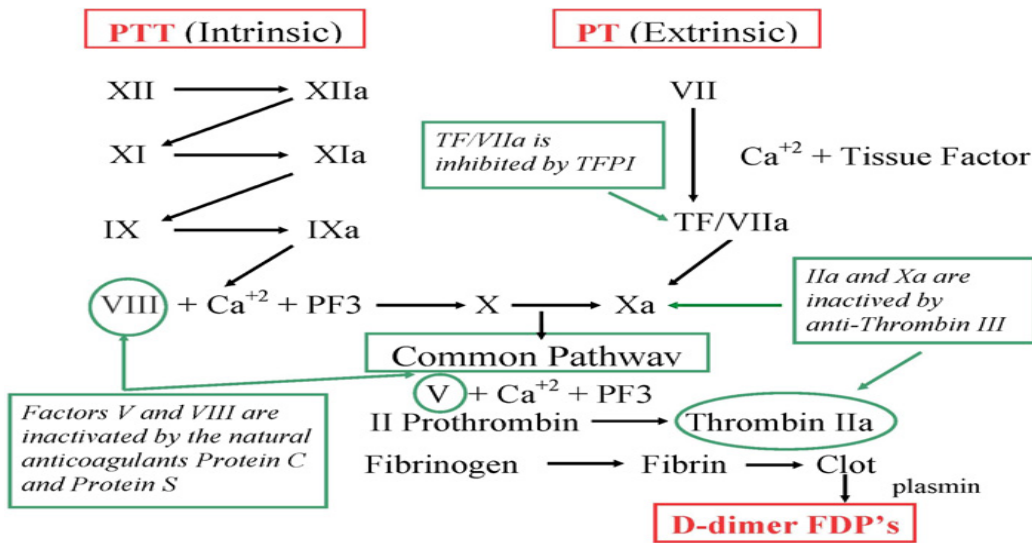 PTT (Intrinsic)
PT (Extrinsic)
XII
XIIa
VII
TF/VIIa is
inhibited by TFPI
Ca+2 + Tissue Factor
XI
XIa
IX
IXa
TF/VIIa
VIII + Ca+2 + PF3
X
Xa
IIa and Xa are
inactived by
anti-Thrombin III
Common Pathway
V + Ca+2 + PF3
II Prothrombin
Thrombin IIa
Factors V and VIII are
inactivated by the natural
anticoagulants Protein C
and Protein S
Fibrinogen
Fibrin
Clot
plasmin
D-dimer FDP's